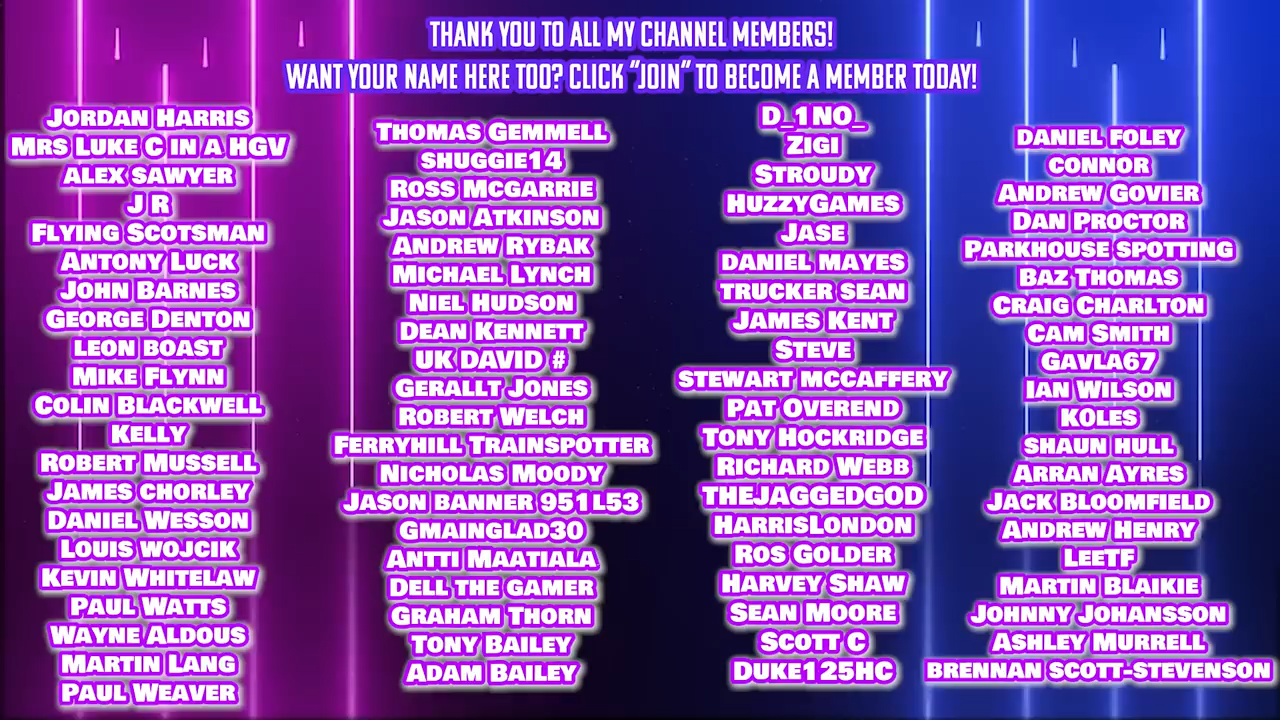 THANK YOU TO ALL MY CHANNEL MEMBERS!
WANT YOUR NAME HERE TOO? CLICK "JOIN" TO BECOME A MEMBER TODAY!
Jordan Harris
Mrs Luke C in a HGV
alex sawyer
J R
Flying Scotsman
Antony Luck
John Barnes
George Denton
leon boast
Mike Flynn
Colin Blackwell
Kelly
Robert Mussell
James chorley
Daniel Wesson
Louis wojcik
Kevin Whitelaw
Paul Watts
Wayne Aldous
Martin Lang
Paul Weaver
Thomas Gemmell
shuggie14
Ross McGarrie
Jason Atkinson
Andrew Rybak
Michael Lynch
Niel Hudson
Dean Kennett
UK DAVID #
Gerallt Jones
Robert Welch
Ferryhill Trainspotter
Nicholas Moody
Jason banner 951L53
Gmainglad30
Antti Maatiala
Dell the gamer
Graham Thorn
Tony Bailey
Adam Bailey
D_1NO_
Zigi
Stroudy
HuzzyGames
Jase
daniel mayes
trucker sean
James Kent
Steve
stewart mccaffery
Pat Overend
Tony Hockridge
Richard Webb
THEJAGGEDGOD
HarrisLondon
Ros Golder
Harvey Shaw
Sean Moore
Scott C
Duke125HC
daniel foley
connor
Andrew Govier
Dan Proctor
Parkhouse spotting
Baz Thomas
Craig Charlton
Cam Smith
Gavla67
Ian Wilson
K0les
shaun hull
Arran Ayres
Jack Bloomfield
Andrew Henry
LeetF
Martin Blaikie
Johnny Johansson
Ashley Murrell
brennan scott-stevenson